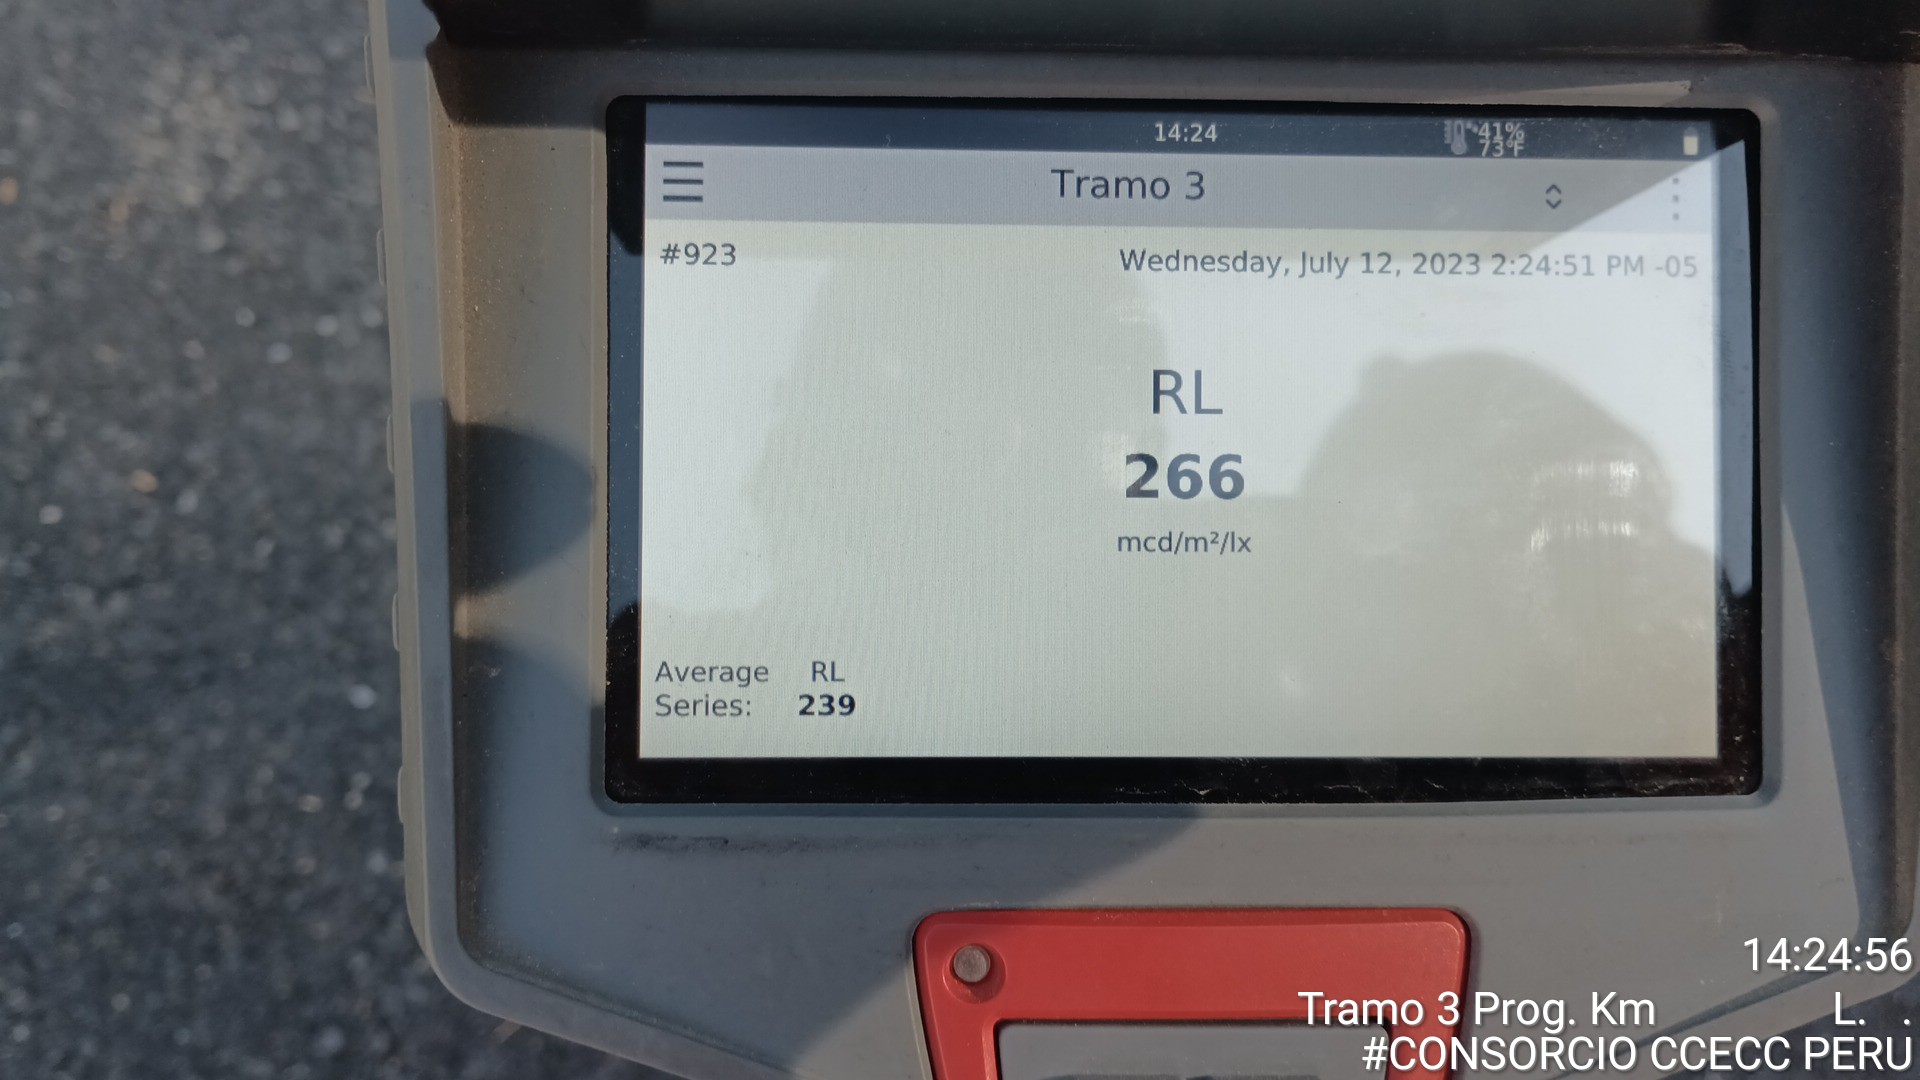 14:24
41%
73°F
Tramo 3
#923
Wednesday, July 12, 2023 2:24:51 PM -05
RL
266
mcd/m²/lx
Average RL
Series: 239
14:24:56
Tramo 3 Prog. Km L. .
#CONSORCIO CCECC PERU